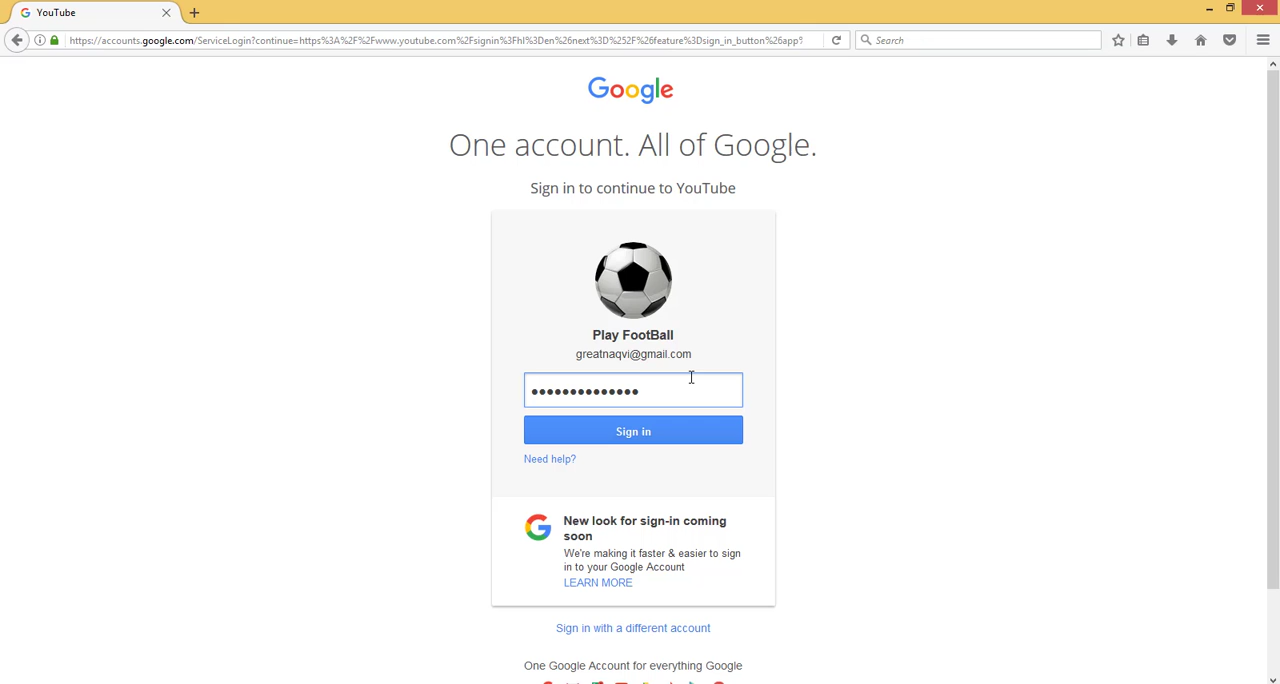 YouTube
https://accounts.google.com/ServiceLogin?continue=https%3A%2F%2Fwww.youtube.com%2Fsignin%3Fhl%3Den%26next%3D%252F%26feature%3Dsign_in_button%26app%
Search
Google
One account. All of Google.
Sign in to continue to YouTube
Play FootBall
greatnaqvi@gmail.com
••••••••••••••
Sign in
Need help?
New look for sign-in coming
soon
We're making it faster & easier to sign
in to your Google Account
LEARN MORE
Sign in with a different account
One Google Account for everything Google